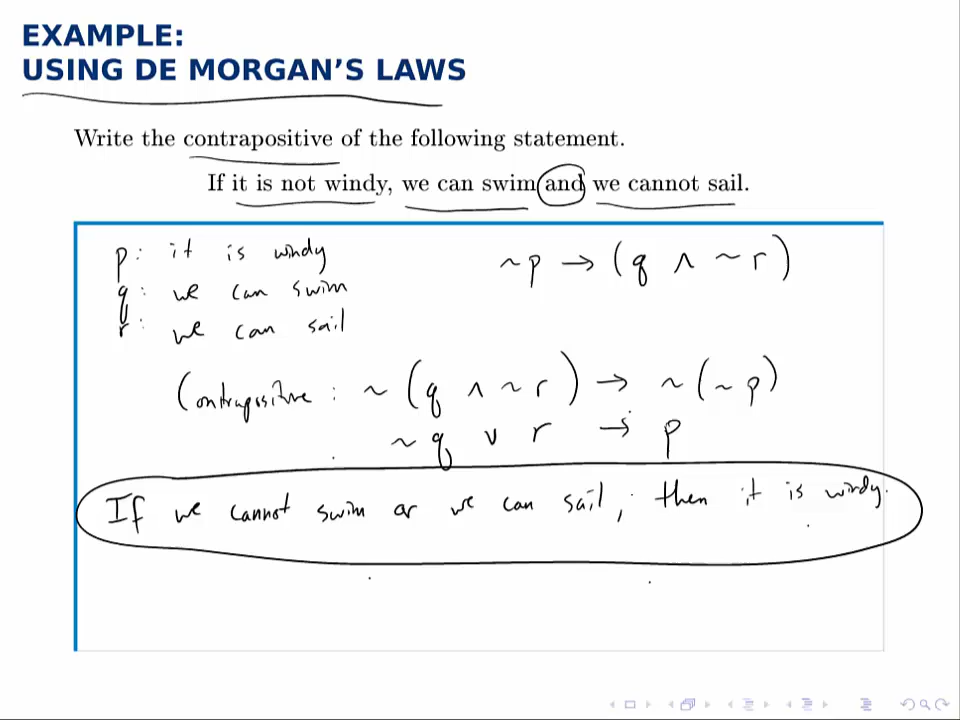 EXAMPLE:
USING DE MORGAN'S LAWS
Write the contrapositive of the following statement.
If it is not windy, we can swim and we cannot sail.
p: it is windy
~p → (q ∧ ~r)
q: we can swim
r: we can sail
Contrapositive: ~(q ∧ ~r) → ~(~p)
~q ∨ r → p
If we cannot swim or we can sail, then it is windy.